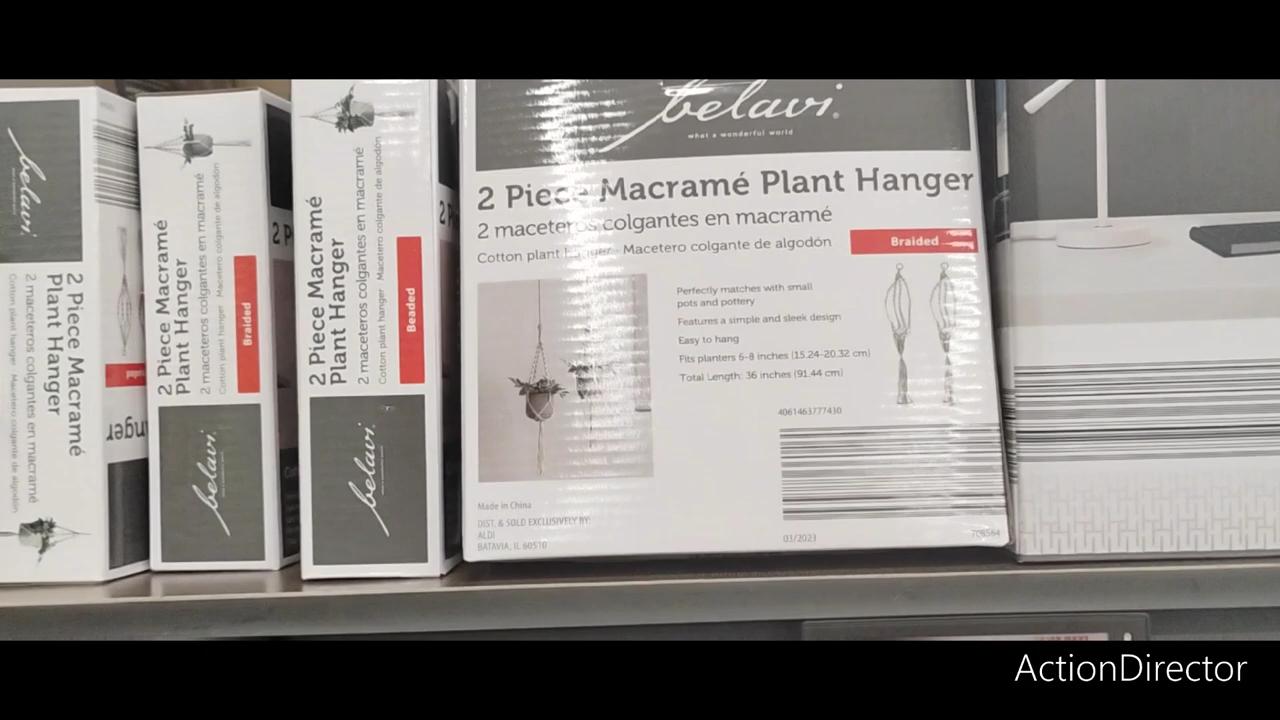 belavi
2 Piece Macramé
Plant Hanger
2 maceteros colgantes en macramé
Cotton plant hanger · Macetero colgante de algodón
2 Piece Macramé
Plant Hanger
2 maceteros colgantes en macramé
Cotton plant hanger · Macetero colgante de algodón
Braided
belavi
2 Piece Macramé
Plant Hanger
2 maceteros colgantes en macramé
Cotton plant hanger · Macetero colgante de algodón
Beaded
belavi.
belavi.
what a wonderful world
2 Piece Macramé Plant Hanger
2 maceteros colgantes en macramé
Cotton plant hanger · Macetero colgante de algodón
Braided
Perfectly matches with small
pots and pottery
Features a simple and sleek design
Easy to hang
Fits planters 6-8 inches (15.24-20.32 cm)
Total Length: 36 inches (91.44 cm)
4061463777430
Made in China
DIST. & SOLD EXCLUSIVELY BY:
ALDI
BATAVIA, IL 60510
03/2023
708564
ActionDirector